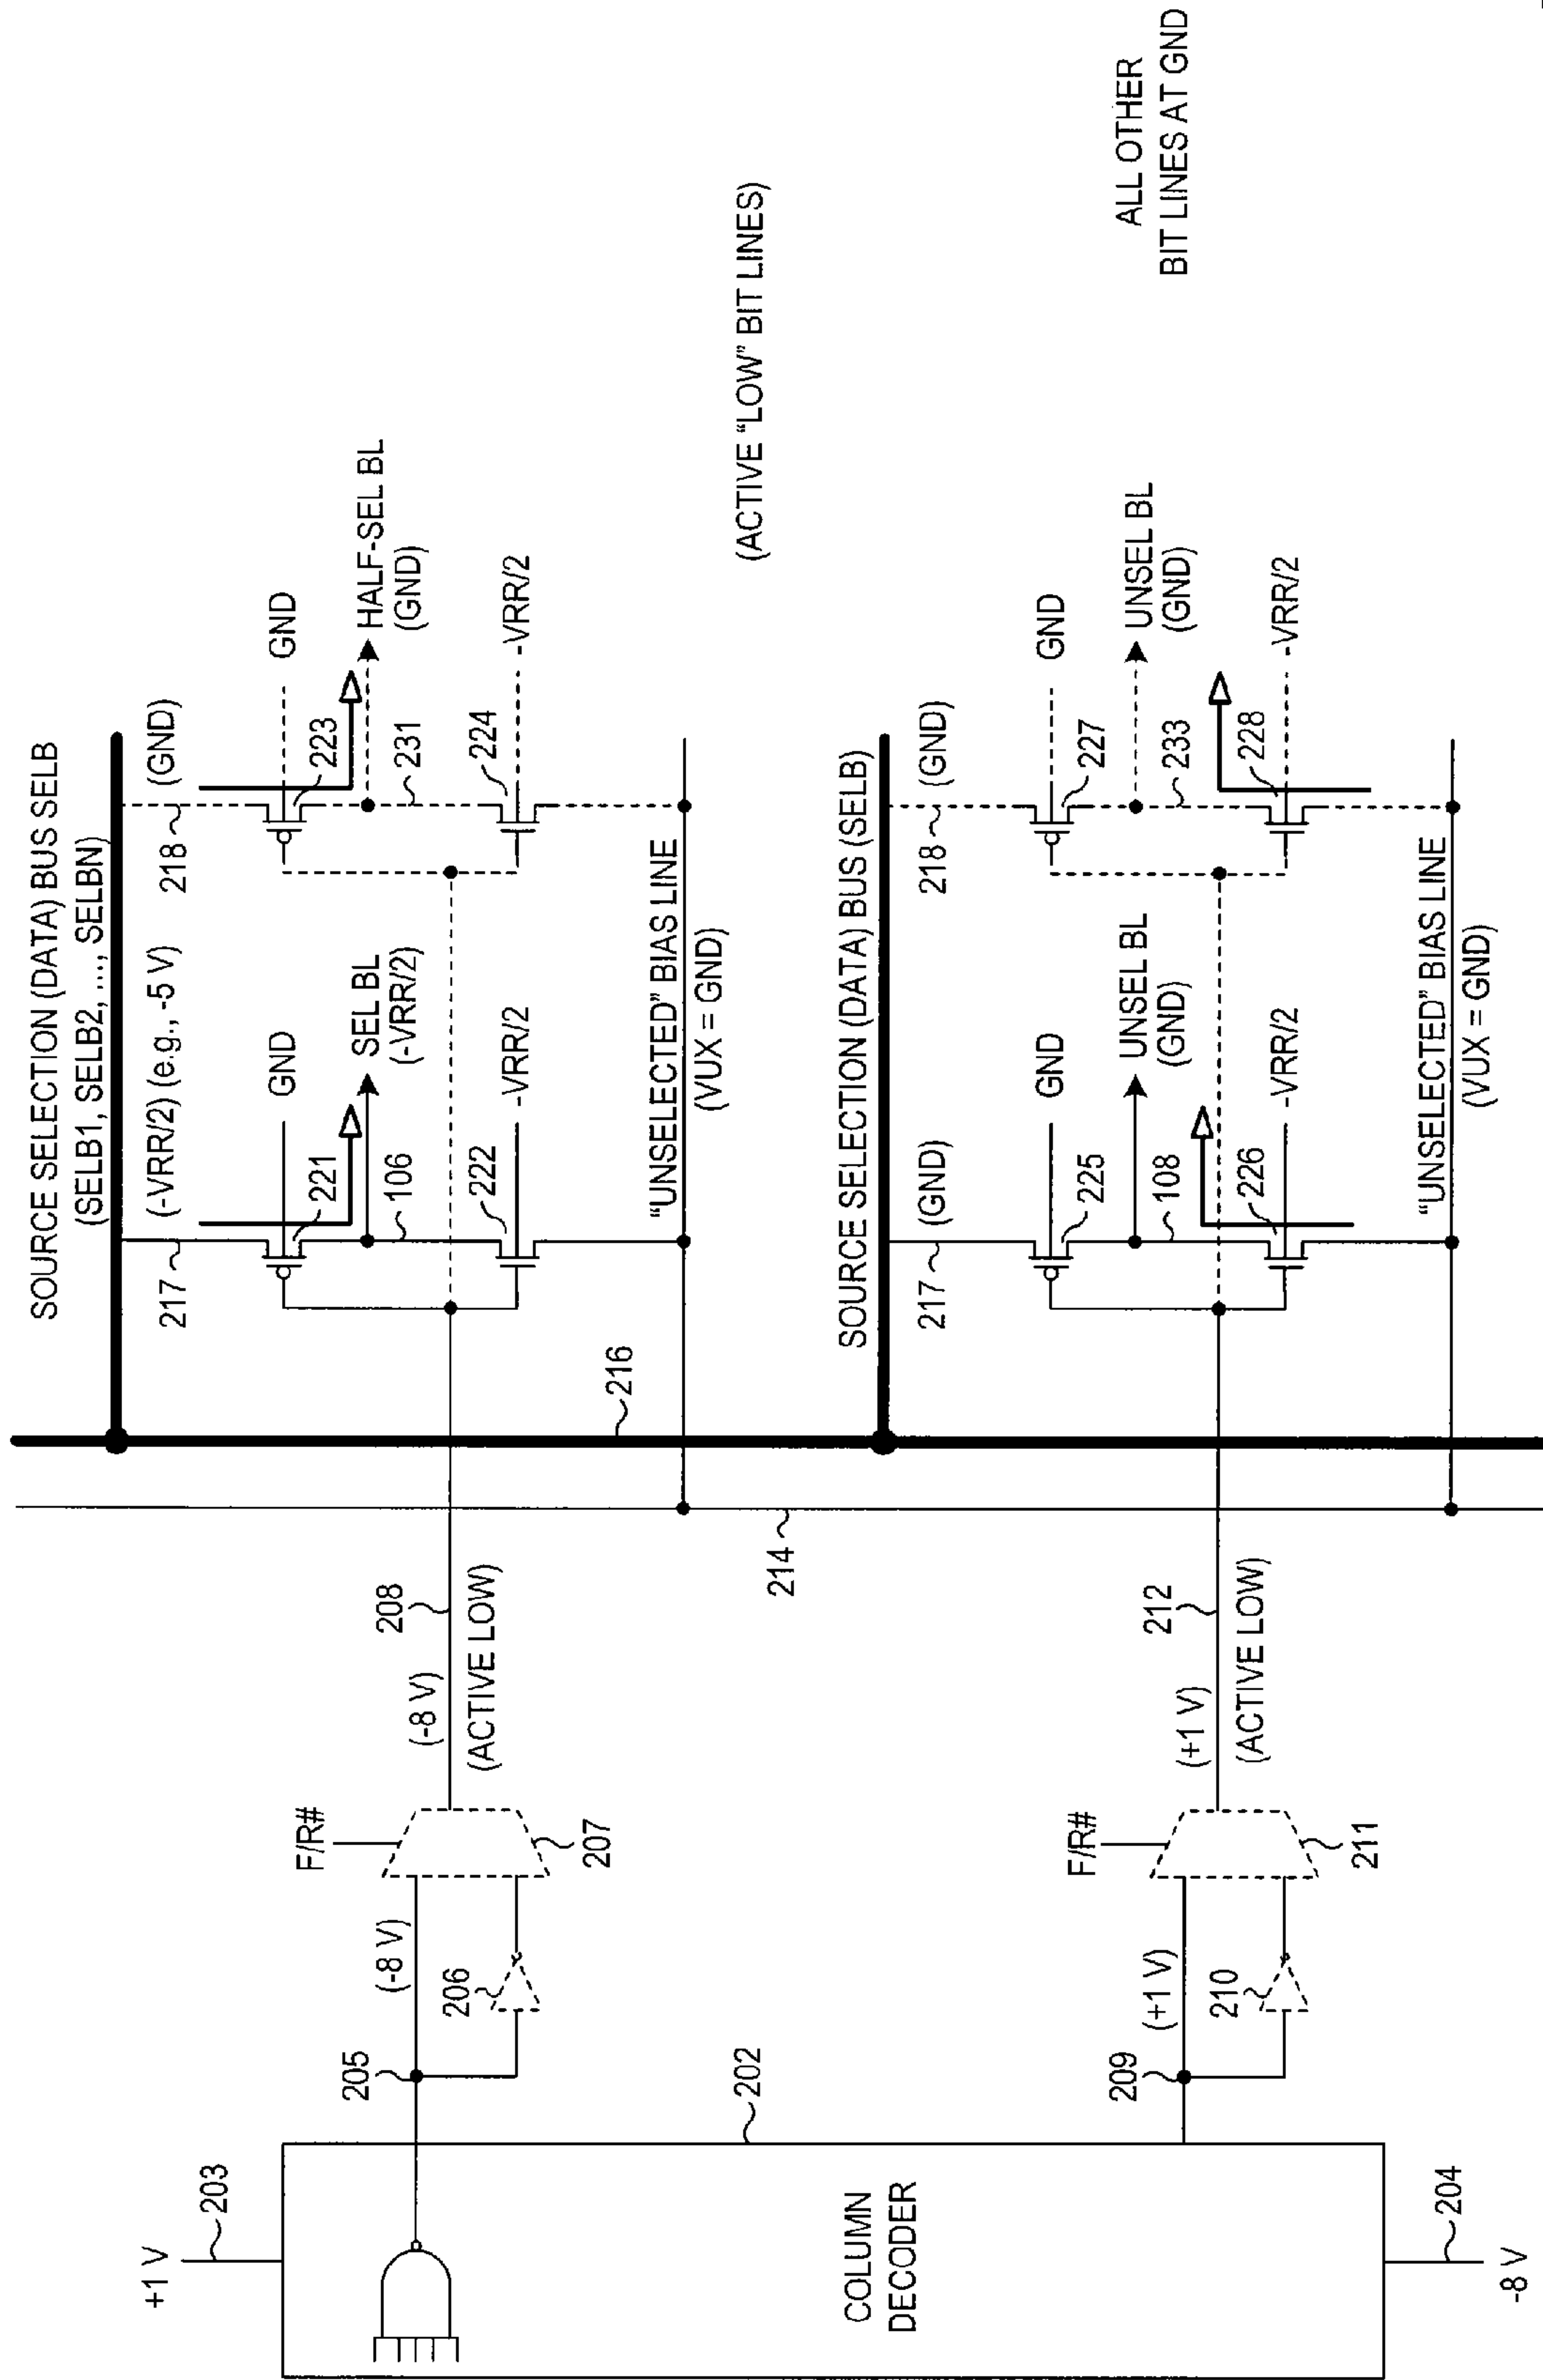 SOURCE SELECTION (DATA) BUS SELB
(SELB1, SELB2, ..., SELBN)
217
(-VRR/2) (e.g., -5 V)
218
(GND)
GND
221
SEL BL
(-VRR/2)
106
222
-VRR/2
GND
223
HALF-SEL BL
(GND)
231
224
-VRR/2
"UNSELECTED" BIAS LINE
(VUX = GND)
216
(ACTIVE "LOW" BIT LINES)
+1 V
203
205
(-8 V)
206
F/R#
207
(-8 V)
208
(ACTIVE LOW)
214
COLUMN
DECODER
202
SOURCE SELECTION (DATA) BUS (SELB)
217
(GND)
218
(GND)
GND
225
UNSEL BL
(GND)
108
226
-VRR/2
GND
227
UNSEL BL
(GND)
233
228
-VRR/2
"UNSELECTED" BIAS LINE
(VUX = GND)
ALL OTHER
BIT LINES AT GND
209
(+1 V)
210
F/R#
211
(+1 V)
212
(ACTIVE LOW)
204
-8 V